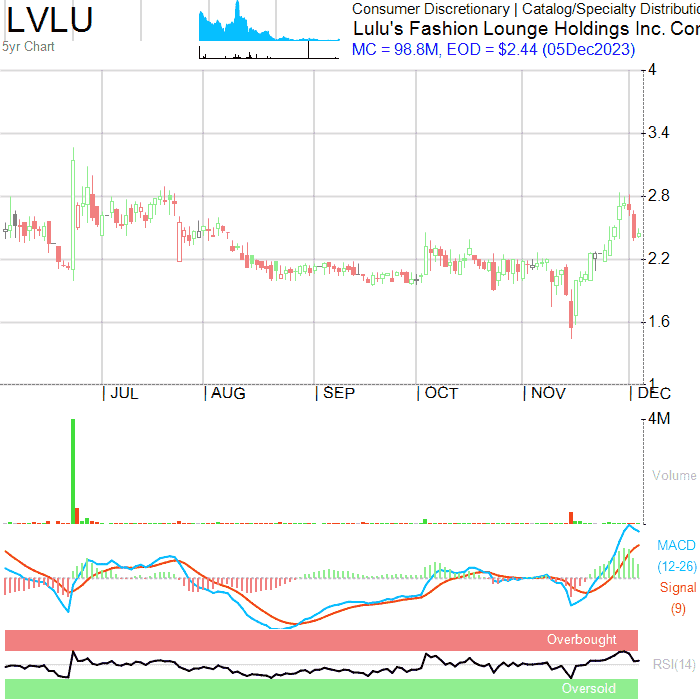 LVLU
5yr Chart
Consumer Discretionary | Catalog/Specialty Distributio
Lulu's Fashion Lounge Holdings Inc. Cor
MC = 98.8M, EOD = $2.44 (05Dec2023)
4
3.4
2.8
2.2
1.6
1
| JUL | AUG | SEP | OCT | NOV | DEC
4M
Volume
MACD
(12-26)
Signal
(9)
Overbought
RSI(14)
Oversold